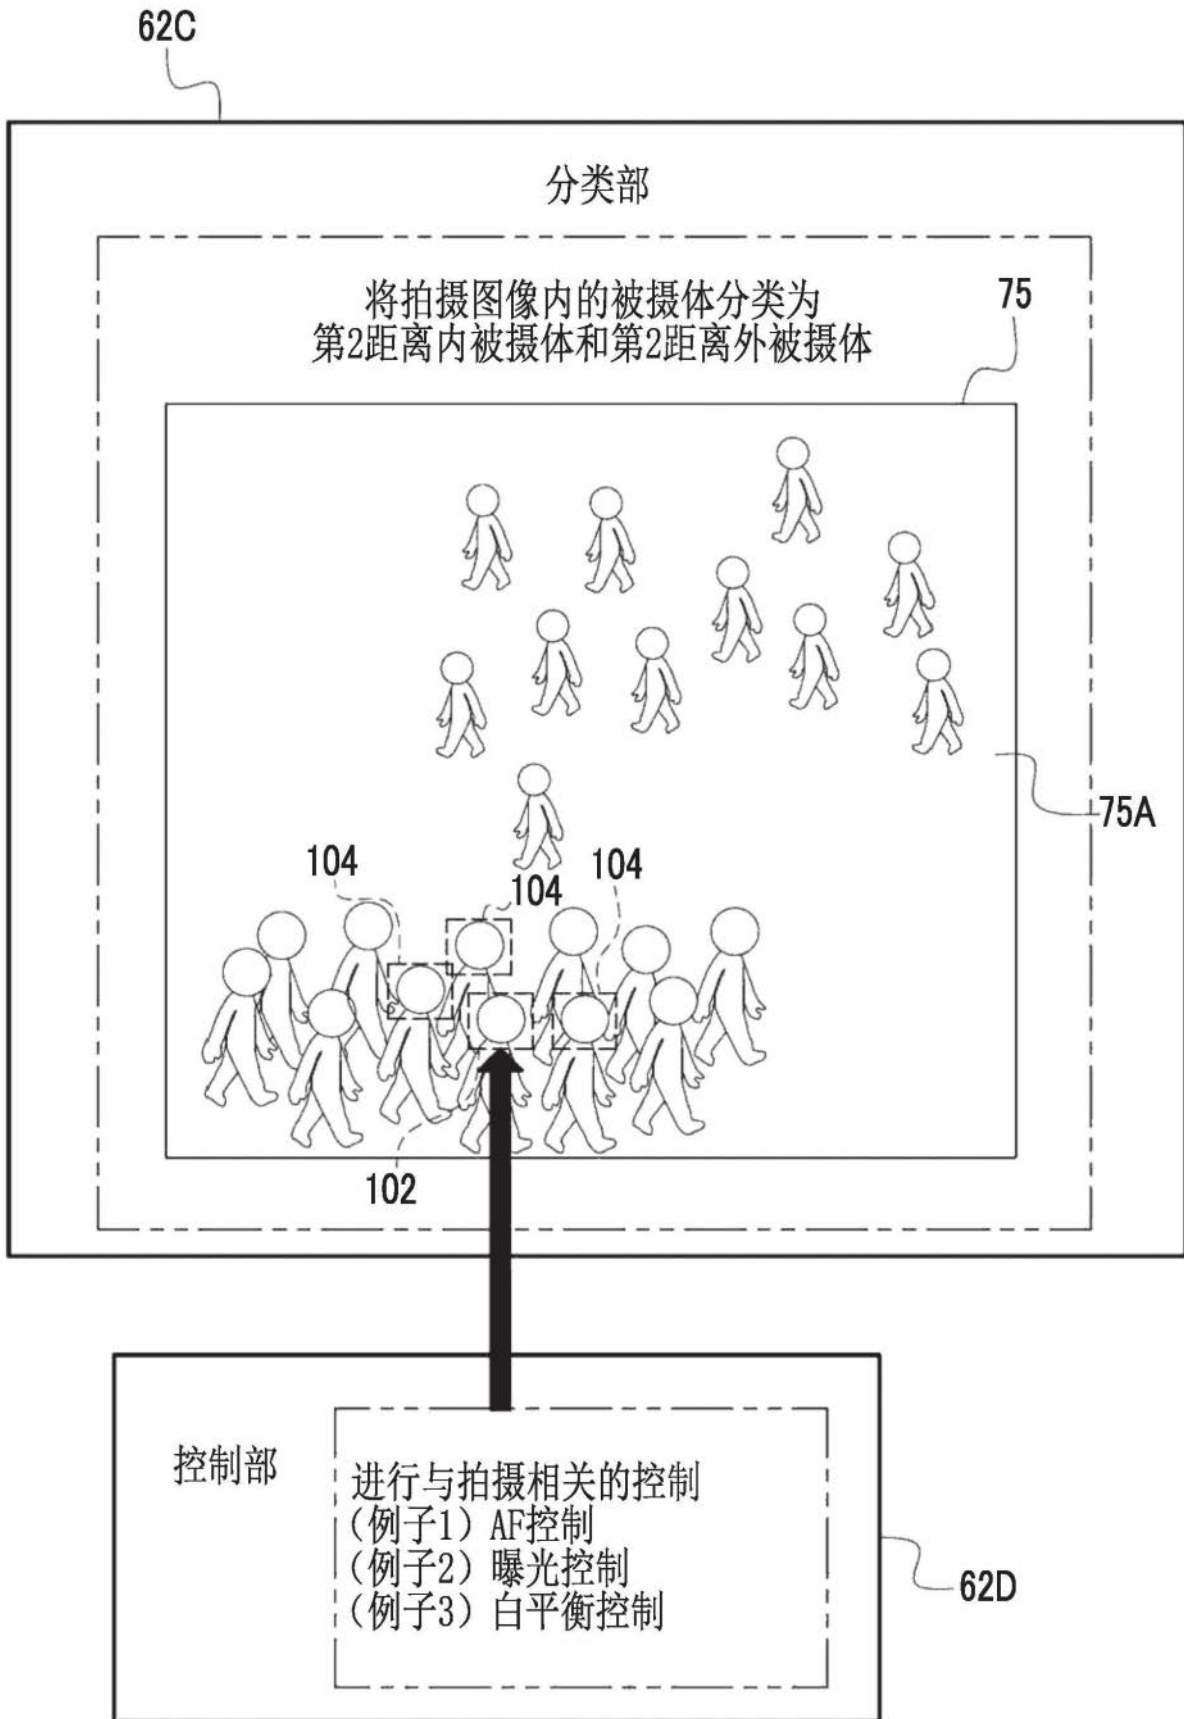 62C
分类部
将拍摄图像内的被摄体分类为
第2距离内被摄体和第2距离外被摄体
75
75A
104
104
104
102
控制部
进行与拍摄相关的控制
(例子1) AF控制
(例子2) 曝光控制
(例子3) 白平衡控制
62D